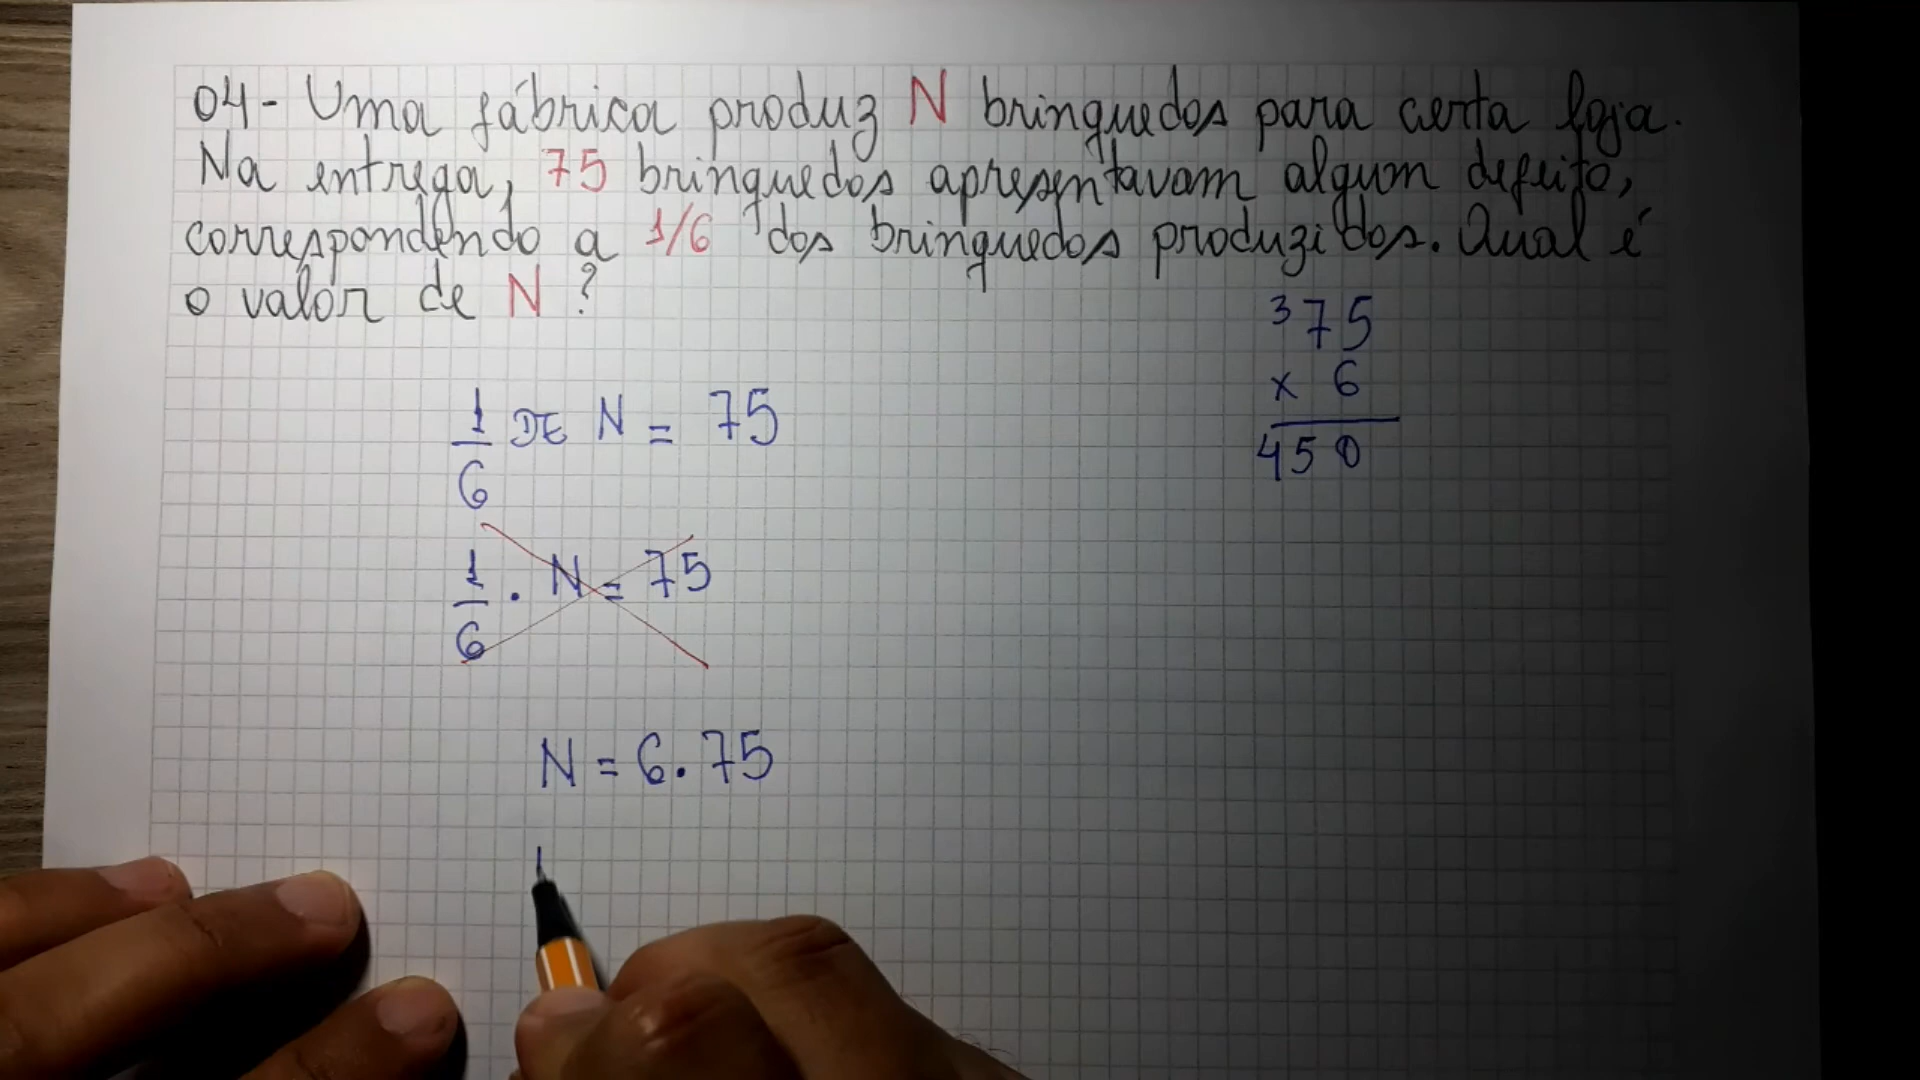 04- Uma fábrica produz N brinquedos para certa loja.
Na entrega, 75 brinquedos apresentavam algum defeito,
correspondendo a 1/6 dos brinquedos produzidos. Qual é
o valor de N ?
1/6 DE N = 75
1/6 . N = 75
N = 6.75
³75
x 6
450